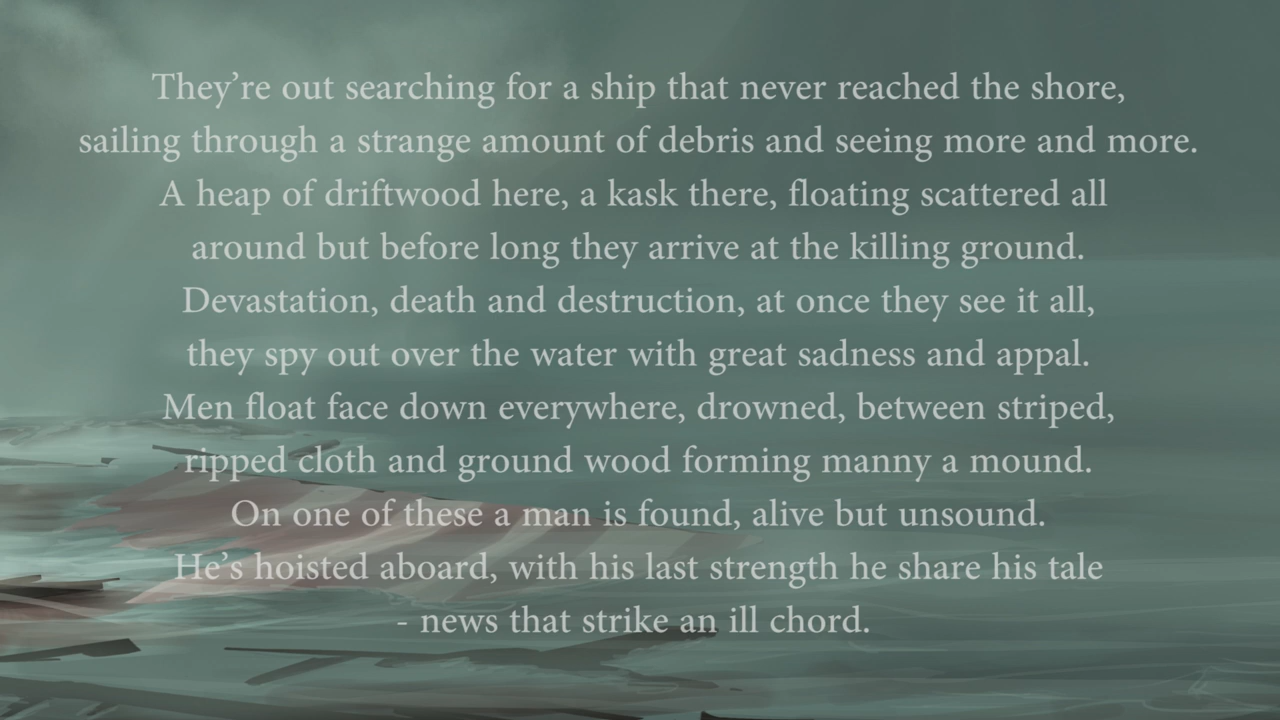 They’re out searching for a ship that never reached the shore,
sailing through a strange amount of debris and seeing more and more.
A heap of driftwood here, a kask there, floating scattered all
around but before long they arrive at the killing ground.
Devastation, death and destruction, at once they see it all,
they spy out over the water with great sadness and appal.
Men float face down everywhere, drowned, between striped,
ripped cloth and ground wood forming manny a mound.
On one of these a man is found, alive but unsound.
He’s hoisted aboard, with his last strength he share his tale
- news that strike an ill chord.